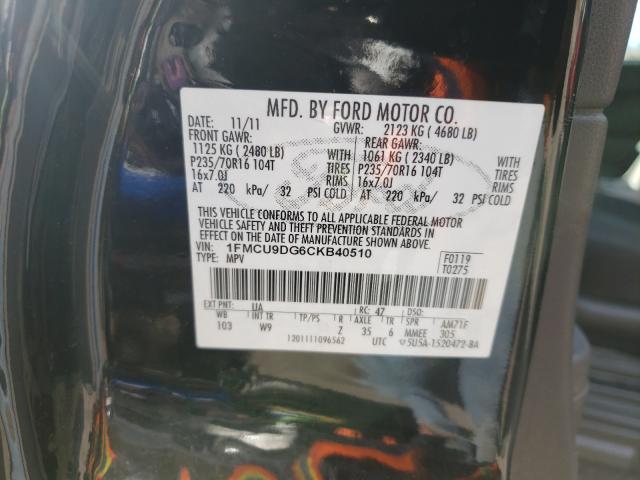 MFD. BY FORD MOTOR CO.
DATE: 11/11 GVWR: 2123 KG (4680 LB)
FRONT GAWR: REAR GAWR:
1125 KG (2480 LB) WITH 1061 KG (2340 LB) WITH
P235/70R16 104T TIRES P235/70R16 104T TIRES
16x7.0J RIMS 16x7.0J RIMS
AT 220 kPa/ 32 PSI COLD AT 220 kPa/ 32 PSI COLD
THIS VEHICLE CONFORMS TO ALL APPLICABLE FEDERAL MOTOR
VEHICLE SAFETY AND THEFT PREVENTION STANDARDS IN
EFFECT ON THE DATE OF MANUFACTURE SHOWN ABOVE.
VIN: 1FMCU9DG6CKB40510 F0119
TYPE: MPV T0275
EXT PNT: UA RC: 47 DSO:
WB INT TR TP/PS R AXLE TR SPR AM71F
103 W9 Z 35 6 MMEE 305
1201111096562 UTC 5U5A-1520472-BA
Ford